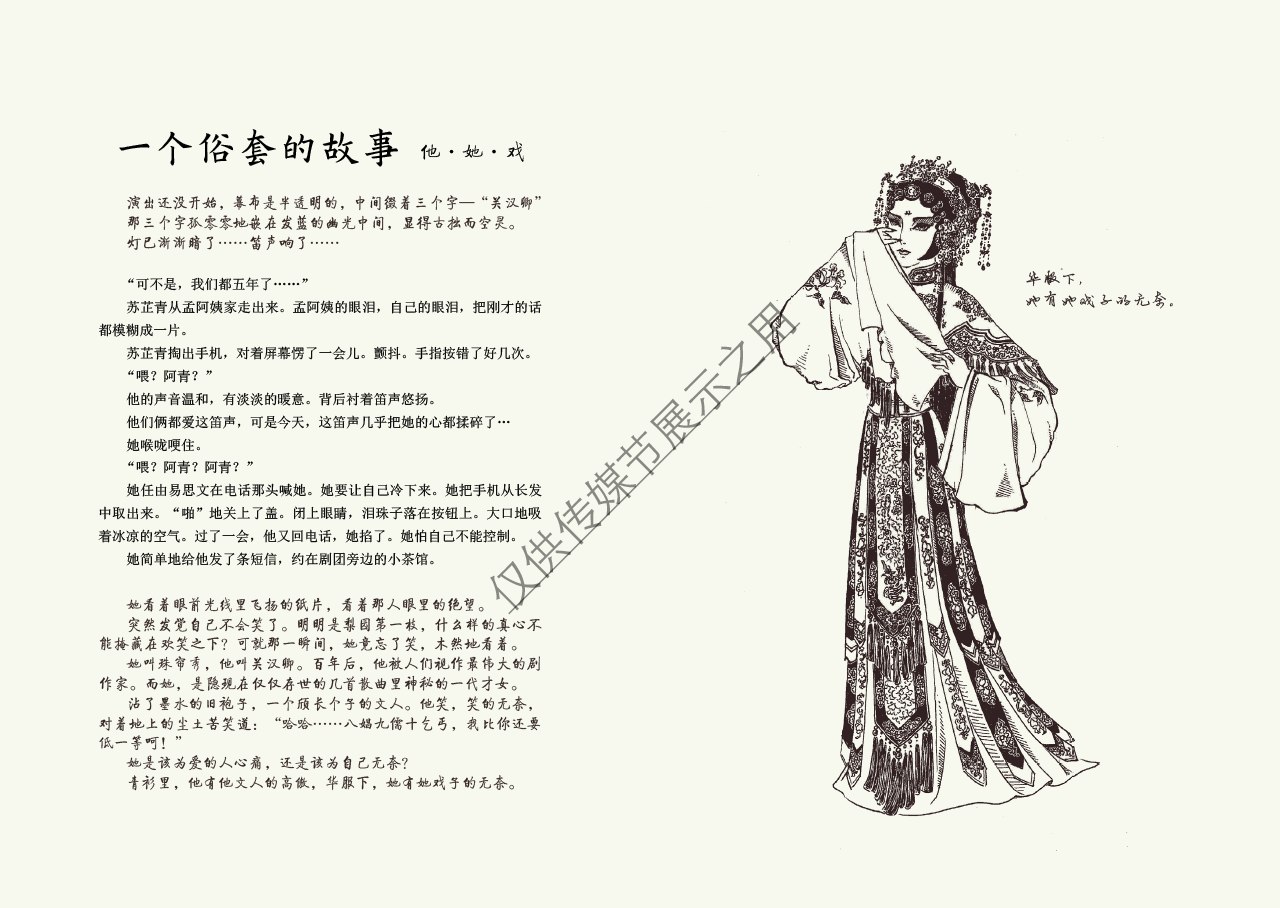 一个俗套的故事 他·她·戏
演出还没开始，幕布是半透明的，中间缀着三个字—“关汉卿”
那三个字孤零零地嵌在发蓝的幽光中间，显得古拙而空灵。
灯已渐渐暗了……笛声响了……
“可不是，我们都五年了……”
苏芷青从孟阿姨家走出来。孟阿姨的眼泪，自己的眼泪，把刚才的话
都模糊成一片。
苏芷青掏出手机，对着屏幕愣了一会儿。颤抖。手指按错了好几次。
“喂？阿青？”
他的声音温和，有淡淡的暖意。背后衬着笛声悠扬。
他们俩都爱这笛声，可是今天，这笛声几乎把她的心都揉碎了…
她喉咙哽住。
“喂？阿青？阿青？”
她任由易思文在电话那头喊她。她要让自己冷下来。她把手机从长发
中取出来。“啪”地关上了盖。闭上眼睛，泪珠子落在按钮上。大口地吸
着冰凉的空气。过了一会，他又回电话，她掐了。她怕自己不能控制。
她简单地给他发了条短信，约在剧团旁边的小茶馆。
她看着眼前光线里飞扬的纸片，看着那人眼里的绝望。
突然发觉自己不会笑了。明明是梨园第一枝，什么样的真心不
能掩藏在欢笑之下？可就那一瞬间，她竟忘了笑，木然地看着。
她叫珠帘秀，他叫关汉卿。百年后，他被人们视作最伟大的剧
作家。而她，是隐现在仅仅存世的几首散曲里神秘的一代才女。
沾了墨水的旧袍子，一个颀长个子的文人。他笑，笑的无奈，
对着地上的尘土苦笑道：“哈哈……八娼九儒十乞丐，我比你还要
低一等呵！”
她是该为爱的人心痛，还是该为自己无奈？
青衫里，他有他文人的高傲，华服下，她有她戏子的无奈。
华服下，
她有她戏子的无奈。
仅供传媒节展示之用